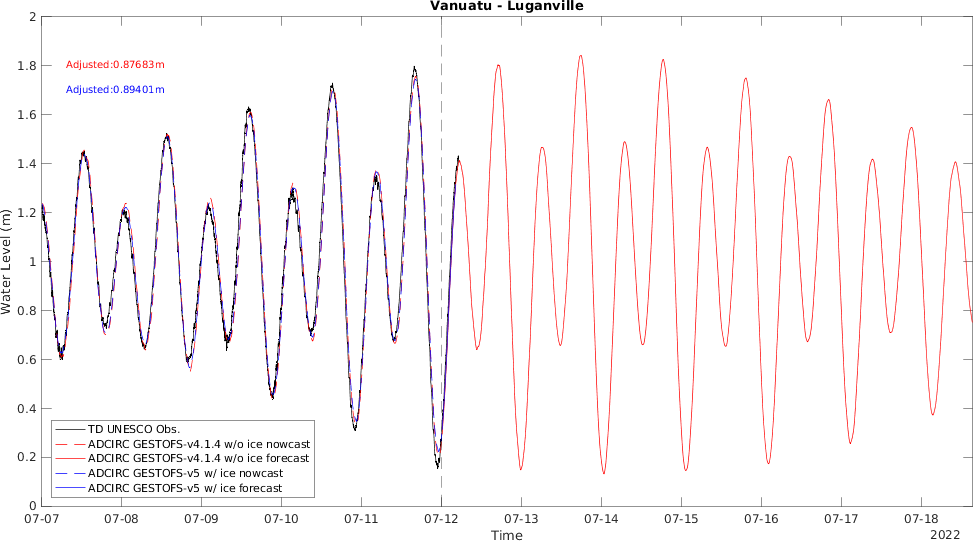 Vanuatu - Luganville
2
1.8
1.6
1.4
1.2
1
0.8
0.6
0.4
0.2
0
Water Level (m)
Adjusted:0.87683m
Adjusted:0.89401m
TD UNESCO Obs.
ADCIRC GESTOFS-v4.1.4 w/o ice nowcast
ADCIRC GESTOFS-v4.1.4 w/o ice forecast
ADCIRC GESTOFS-v5 w/ ice nowcast
ADCIRC GESTOFS-v5 w/ ice forecast
07-07 07-08 07-09 07-10 07-11 07-12 07-13 07-14 07-15 07-16 07-17 07-18
Time
2022